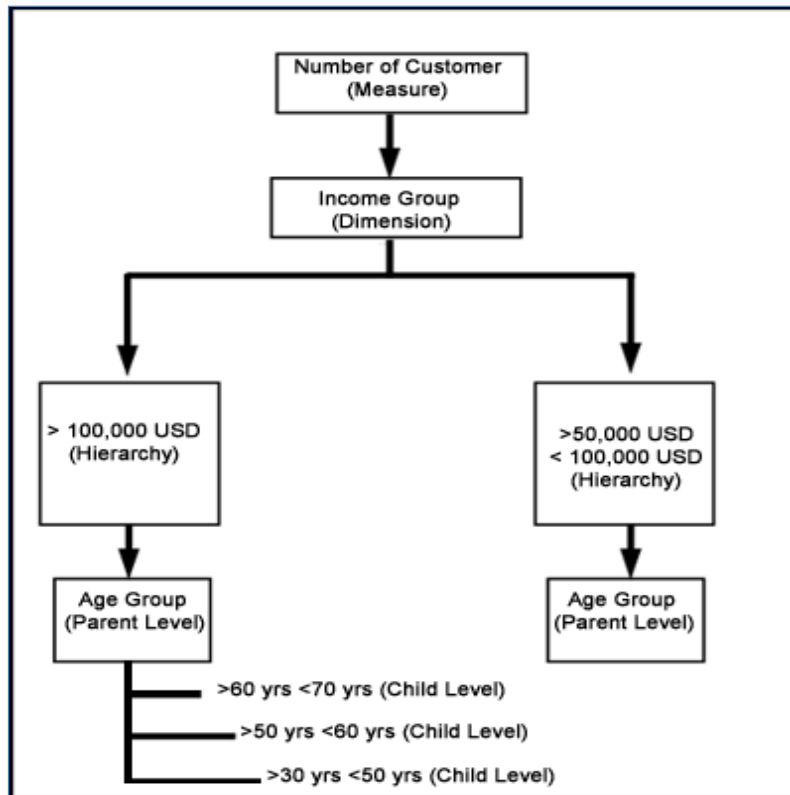 Number of Customer
(Measure)
Income Group
(Dimension)
> 100,000 USD
(Hierarchy)
>50,000 USD
< 100,000 USD
(Hierarchy)
Age Group
(Parent Level)
Age Group
(Parent Level)
>60 yrs <70 yrs (Child Level)
>50 yrs <60 yrs (Child Level)
>30 yrs <50 yrs (Child Level)